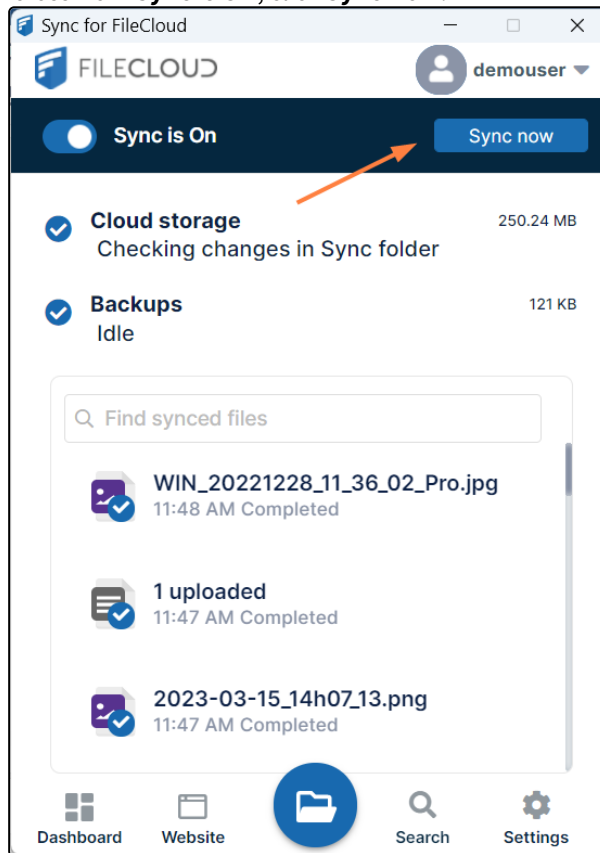 Sync for FileCloud
FILECLOUD
demouser
Sync is On
Sync now
Cloud storage
250.24 MB
Checking changes in Sync folder
Backups
121 KB
Idle
Find synced files
WIN_20221228_11_36_02_Pro.jpg
11:48 AM Completed
1 uploaded
11:47 AM Completed
2023-03-15_14h07_13.png
11:47 AM Completed
Dashboard
Website
Search
Settings